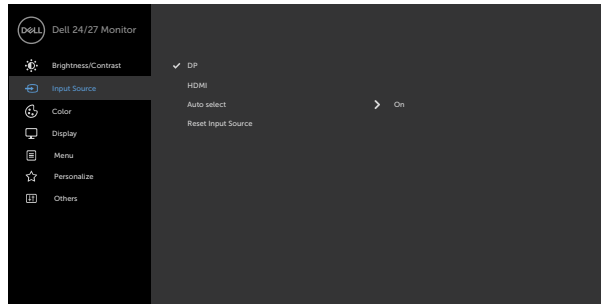 DELL
Dell 24/27 Monitor
Brightness/Contrast
Input Source
Color
Display
Menu
Personalize
Others
DP
HDMI
Auto select On
Reset Input Source